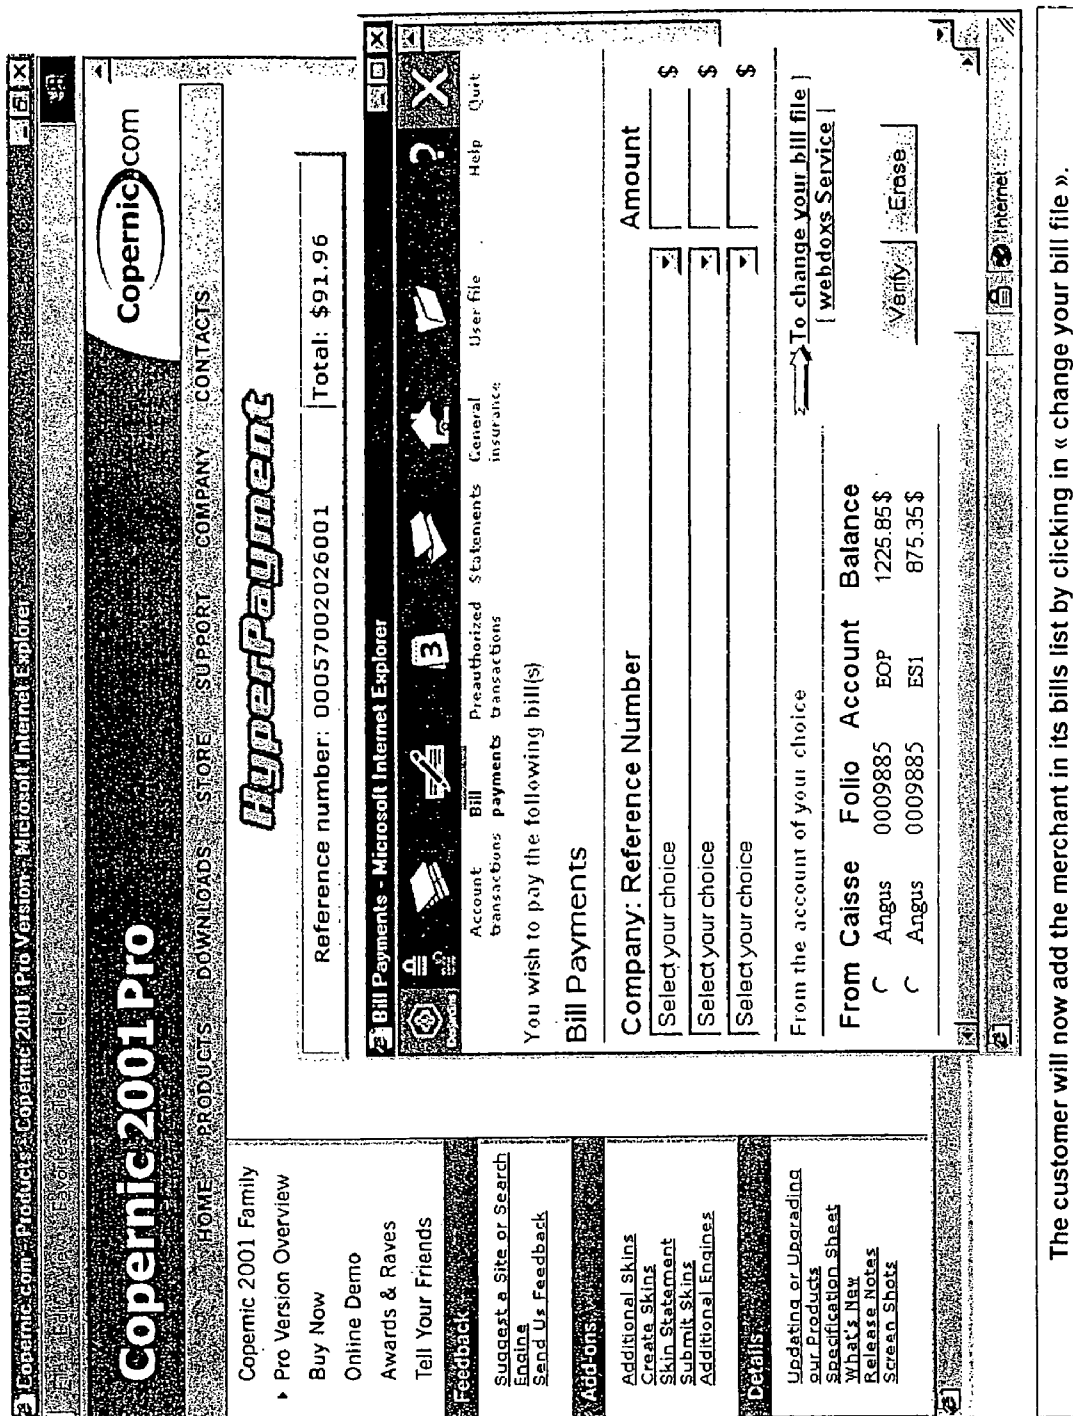 Copernic.com - Products - Copernic 2001 Pro Version - Microsoft Internet Explorer
File Edit View Favorites Tools Help
Copernic 2001 Pro
Copernic.com
HOME PRODUCTS DOWNLOADS STORE SUPPORT COMPANY CONTACTS
Copernic 2001 Family
Pro Version Overview
Buy Now
Online Demo
Awards & Raves
Tell Your Friends
Feedback
Suggest a Site or Search
Engine
Send Us Feedback
Add-ons
Additional Skins
Create Skins
Skin Statement
Submit Skins
Additional Engines
Details
Updating or Upgrading
our Products
Specification Sheet
What's New
Release Notes
Screen Shots
HyperPayment
Reference number: 00057002026001 Total: $91.96
Bill Payments - Microsoft Internet Explorer
Account transactions
Bill payments
Preauthorized transactions
Statements
General insurance
User file
Help
Quit
You wish to pay the following bill(s)
Bill Payments
Company: Reference Number Amount
Select your choice $
Select your choice $
Select your choice $
From the account of your choice
To change your bill file |
| webdoxs Service |
From Caisse Folio Account Balance
Angus 0009885 EOP 1225.85$
Angus 0009885 ES1 875.35$
Verify Erase
Internet
The customer will now add the merchant in its bills list by clicking in « change your bill file ».